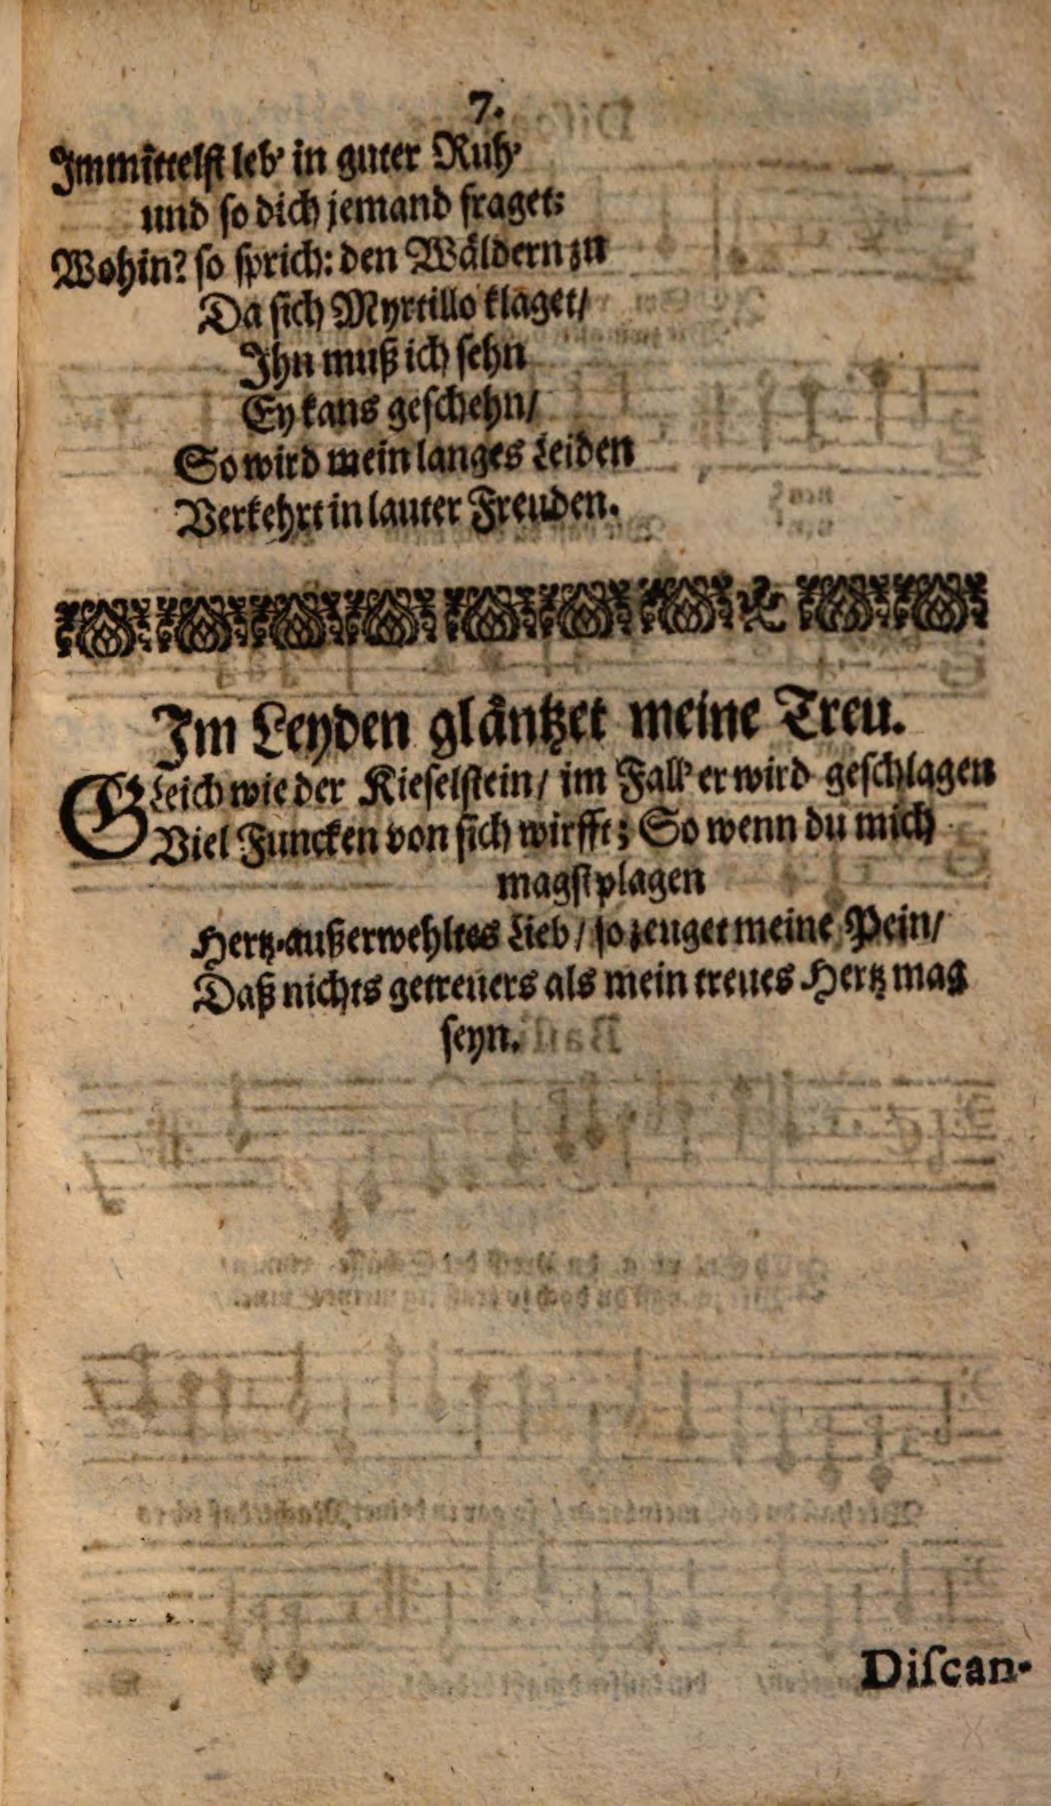 7.
Immittelst leb' in guter Ruh'
und so dich jemand fraget;
Wohin? so sprich: den Wäldern zu
Da sich Myrtillo klaget/
Ihn muß ich sehn
Ey kans geschehn/
So wird mein langes Leiden
Verkehrt in lauter Freuden.
Im Leyden gläntzet meine Treu.
GLeich wie der Kieselstein/ im Fall' er wird geschlagen
Viel Funcken von sich wirfft; So wenn du mich
magst plagen
Hertz-außerwehltes Lieb/ so zeuget meine Pein/
Daß nichts getreuers als mein treues Hertz mag
seyn.
Discan-